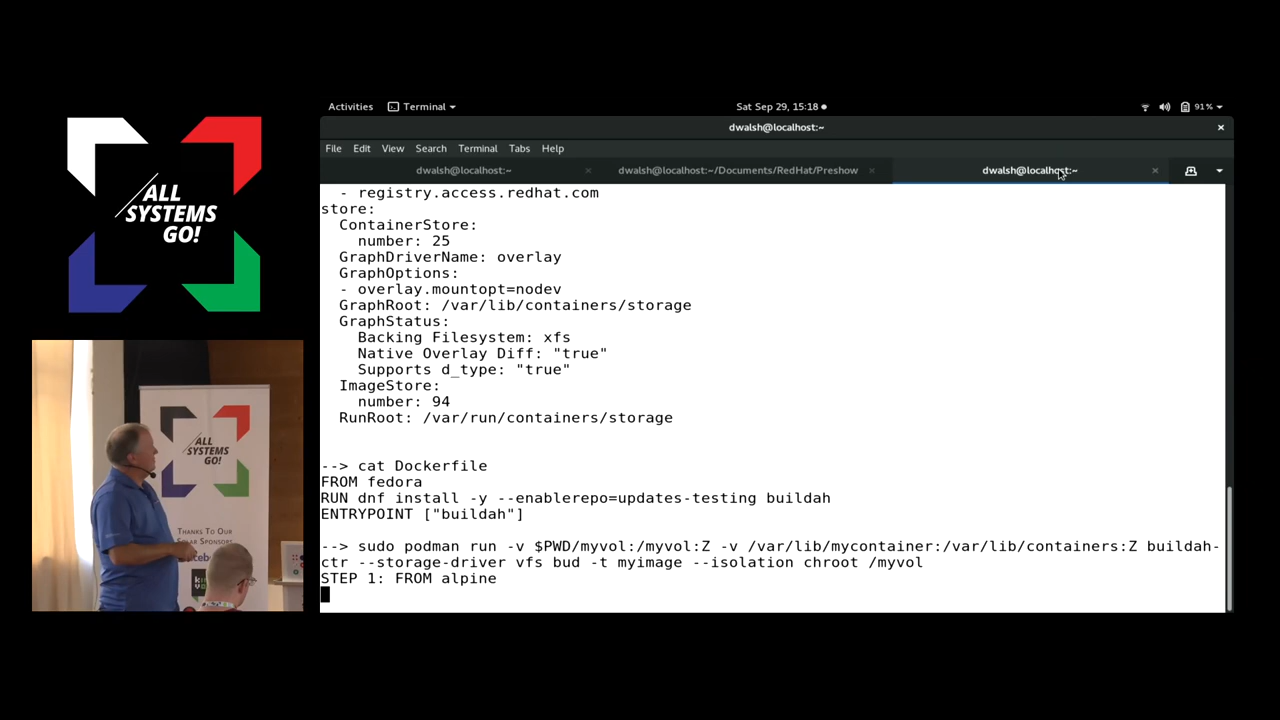 ALL
SYSTEMS
GO!
Activities
Terminal
Sat Sep 29, 15:18
91%
dwalsh@localhost:~
File Edit View Search Terminal Tabs Help
dwalsh@localhost:~
dwalsh@localhost:~/Documents/RedHat/Preshow
dwalsh@localhost:~
- registry.access.redhat.com
store:
ContainerStore:
number: 25
GraphDriverName: overlay
GraphOptions:
- overlay.mountopt=nodev
GraphRoot: /var/lib/containers/storage
GraphStatus:
Backing Filesystem: xfs
Native Overlay Diff: "true"
Supports d_type: "true"
ImageStore:
number: 94
RunRoot: /var/run/containers/storage
--> cat Dockerfile
FROM fedora
RUN dnf install -y --enablerepo=updates-testing buildah
ENTRYPOINT ["buildah"]
--> sudo podman run -v $PWD/myvol:/myvol:Z -v /var/lib/mycontainer:/var/lib/containers:Z buildah-
ctr --storage-driver vfs bud -t myimage --isolation chroot /myvol
STEP 1: FROM alpine
ALL
SYSTEMS
GO!
THANKS TO OUR